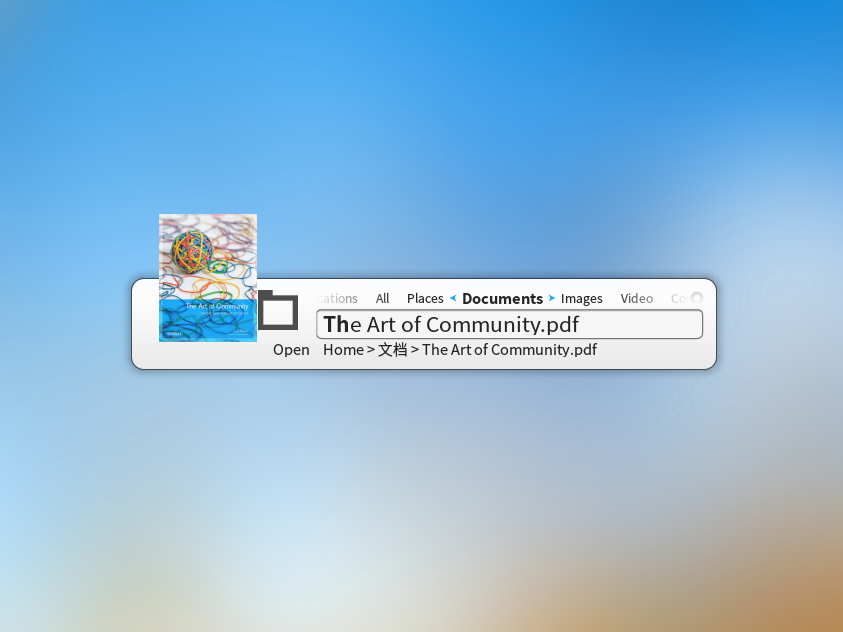 cations All Places Documents Images Video Co
The Art of Community.pdf
Open Home > 文档 > The Art of Community.pdf
The Art of Community